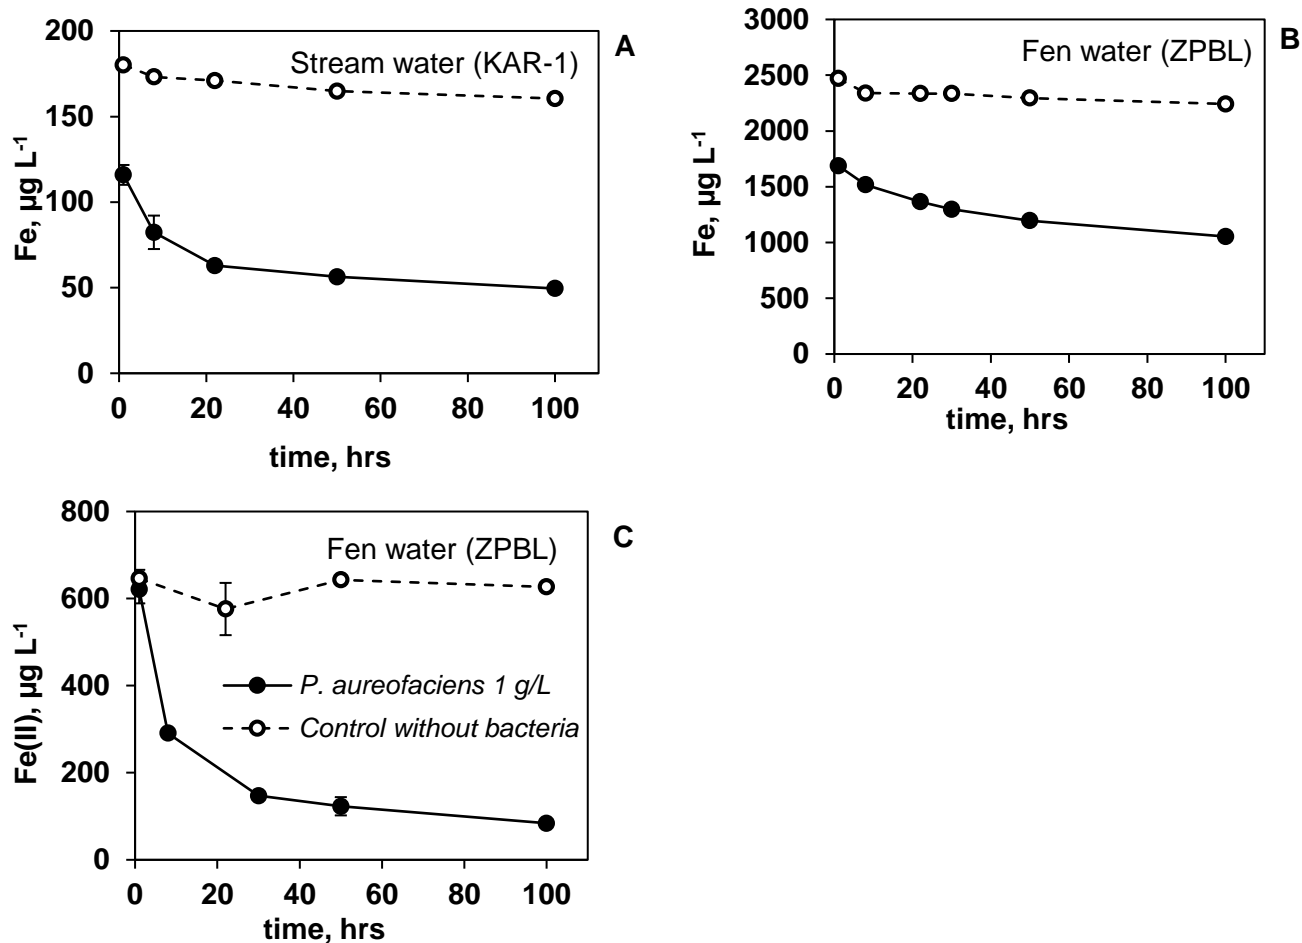 A
Stream water (KAR-1)
Fe, µg L-1
200
150
100
50
0
0 20 40 60 80 100
time, hrs
B
Fen water (ZPBL)
Fe, µg L-1
3000
2500
2000
1500
1000
500
0
0 20 40 60 80 100
time, hrs
C
Fen water (ZPBL)
Fe(II), µg L-1
800
600
400
200
0
P. aureofaciens 1 g/L
Control without bacteria
0 20 40 60 80 100
time, hrs